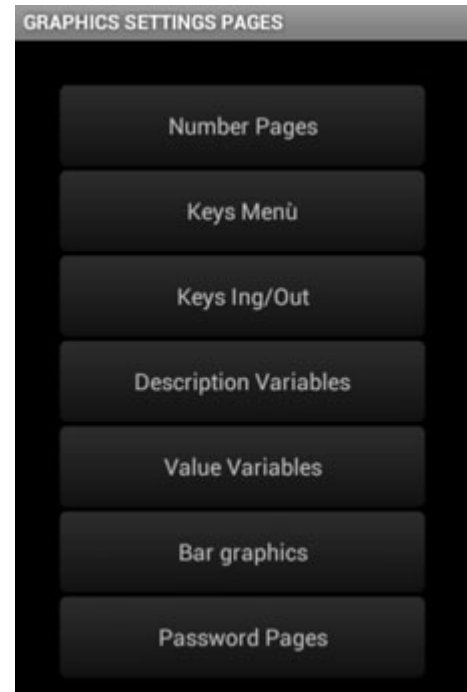 GRAPHICS SETTINGS PAGES
Number Pages
Keys Menù
Keys Ing/Out
Description Variables
Value Variables
Bar graphics
Password Pages